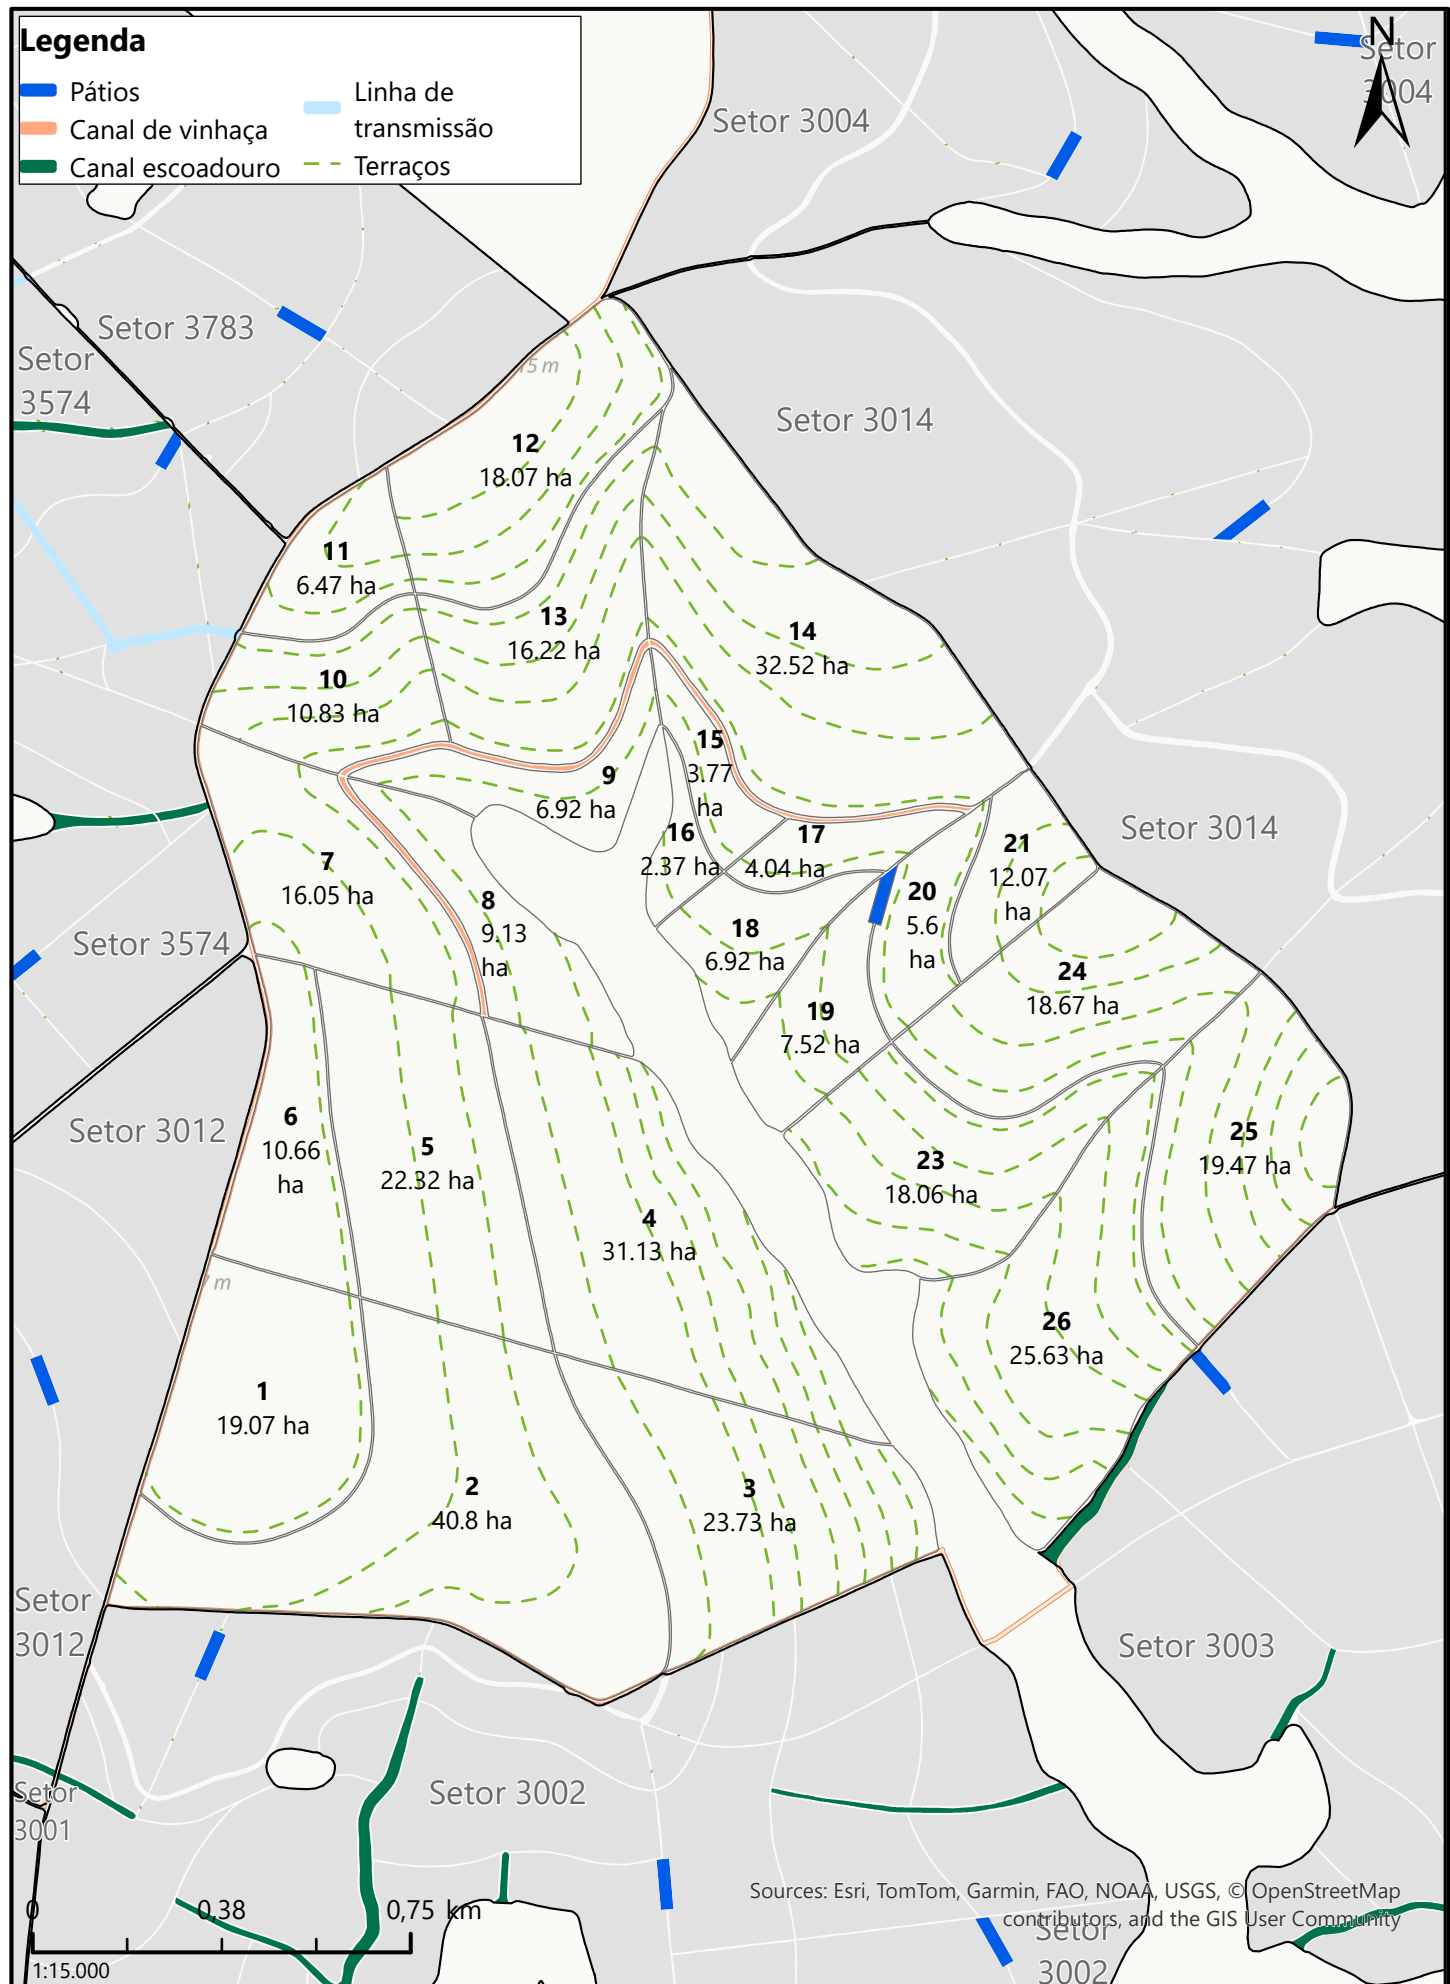 Legenda
Pátios
Canal de vinhaça
Canal escoadouro
Linha de
transmissão
Terraços
N
Setor
3004
Setor 3004
Setor 3783
Setor
3574
5 m
Setor 3014
12
18.07 ha
11
6.47 ha
13
16.22 ha
14
32.52 ha
10
10.83 ha
15
3.77
ha
9
6.92 ha
16
2.37 ha
17
4.04 ha
21
12.07
ha
Setor 3014
7
16.05 ha
8
9.13
ha
20
5.6
ha
18
6.92 ha
Setor 3574
24
18.67 ha
19
7.52 ha
6
10.66
ha
Setor 3012
5
22.32 ha
25
19.47 ha
23
18.06 ha
4
31.13 ha
m
26
25.63 ha
1
19.07 ha
2
40.8 ha
3
23.73 ha
Setor
3012
Setor 3003
Setor
3001
Setor 3002
Sources: Esri, TomTom, Garmin, FAO, NOAA, USGS, © OpenStreetMap
contributors, and the GIS User Community
Setor
3002
0
0,38
0,75 km
1:15.000